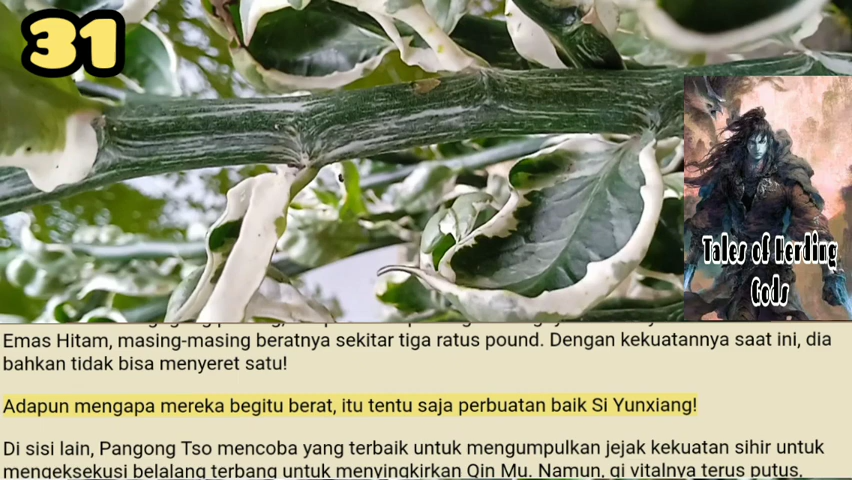 31
Tales of Herding
Gods
Emas Hitam, masing-masing beratnya sekitar tiga ratus pound. Dengan kekuatannya saat ini, dia
bahkan tidak bisa menyeret satu!
Adapun mengapa mereka begitu berat, itu tentu saja perbuatan baik Si Yunxiang!
Di sisi lain, Pangong Tso mencoba yang terbaik untuk mengumpulkan jejak kekuatan sihir untuk
mengeksekusi belalang terbang untuk menyingkirkan Qin Mu. Namun, qi vitalnya terus putus,